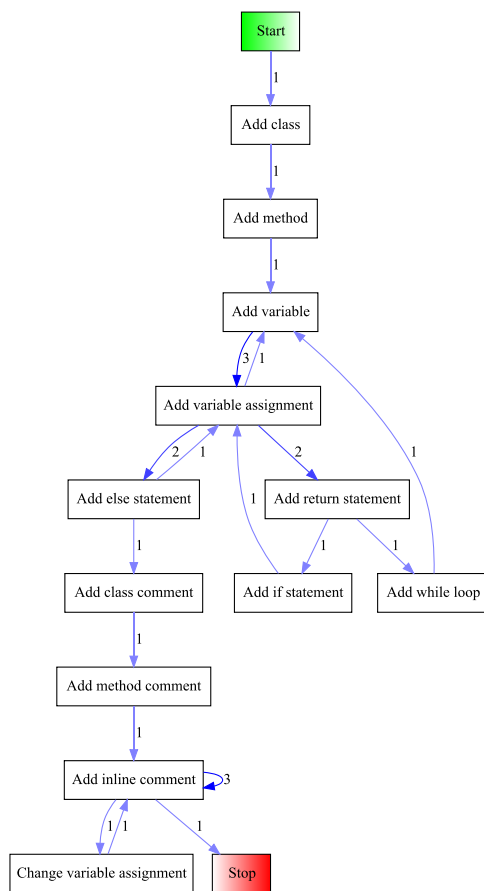 Start
1
Add class
1
Add method
1
Add variable
3
1
Add variable assignment
2
1
2
Add else statement
Add return statement
1
1
1
1
1
Add class comment
Add if statement
Add while loop
1
Add method comment
1
Add inline comment
3
1
1
1
Change variable assignment
Stop